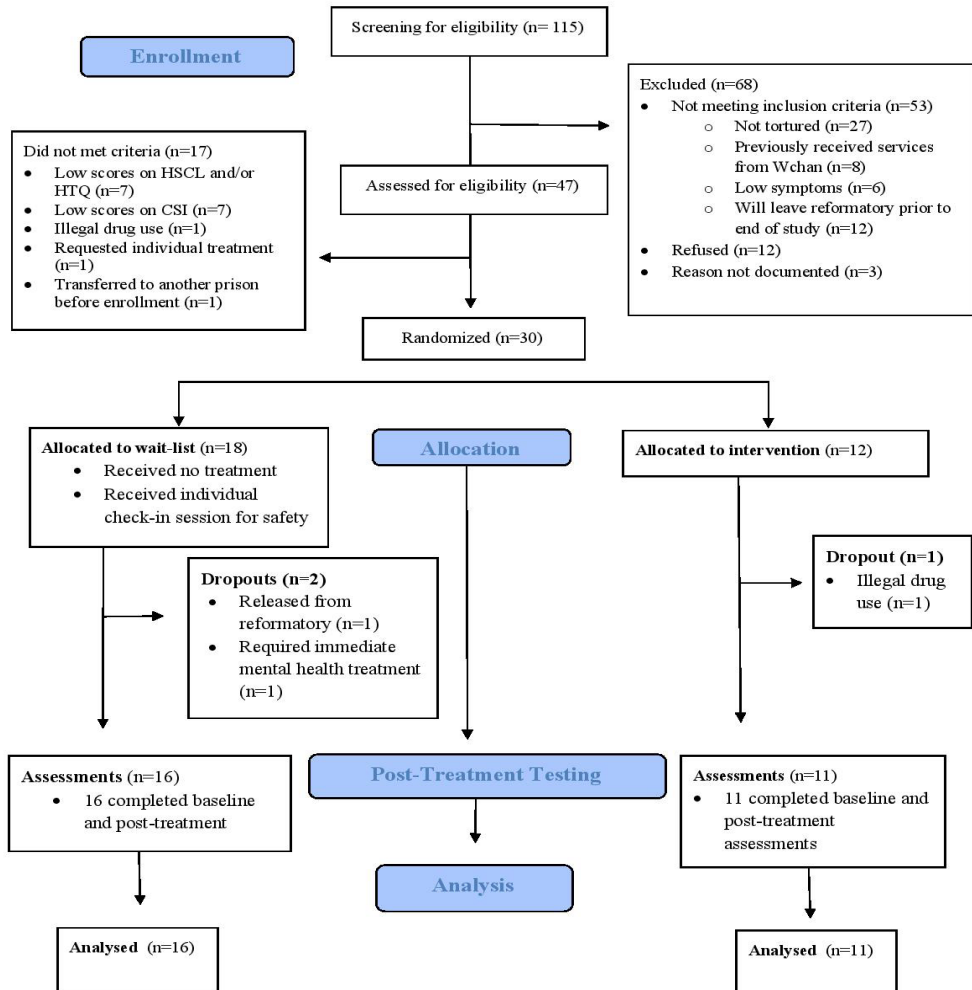 Screening for eligibility (n= 115)
Enrollment
Excluded (n=68)
• Not meeting inclusion criteria (n=53)
o Not tortured (n=27)
o Previously received services
from Wchan (n=8)
o Low symptoms (n=6)
o Will leave reformatory prior to
end of study (n=12)
• Refused (n=12)
• Reason not documented (n=3)
Did not met criteria (n=17)
• Low scores on HSCL and/or
HTQ (n=7)
• Low scores on CSI (n=7)
• Illegal drug use (n=1)
• Requested individual treatment
(n=1)
• Transferred to another prison
before enrollment (n=1)
Assessed for eligibility (n=47)
Randomized (n=30)
Allocated to wait-list (n=18)
• Received no treatment
• Received individual
check-in session for safety
Allocation
Allocated to intervention (n=12)
Dropouts (n=2)
• Released from
reformatory (n=1)
• Required immediate
mental health treatment
(n=1)
Dropout (n=1)
• Illegal drug
use (n=1)
Assessments (n=16)
• 16 completed baseline
and post-treatment
Post-Treatment Testing
Assessments (n=11)
• 11 completed baseline and
post-treatment
assessments
Analysis
Analysed (n=16)
Analysed (n=11)